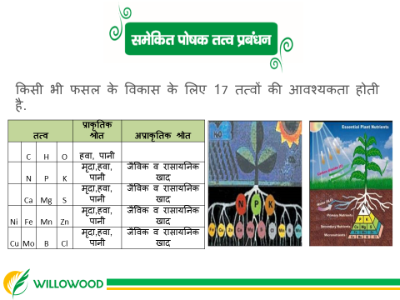 समेकित पोषक तत्व प्रबंधन
किसी भी फसल के विकास के लिए 17 तत्वों की आवश्यकता होती
है.
तत्व प्राकृतिक श्रोत अप्राकृतिक श्रोत
C H O हवा, पानी
N P K मृदा,हवा, पानी जैविक व रासायनिक खाद
Ca Mg S मृदा,हवा, पानी जैविक व रासायनिक खाद
Ni Fe Mn Zn मृदा,हवा, पानी जैविक व रासायनिक खाद
Cu Mo B Cl मृदा,हवा, पानी जैविक व रासायनिक खाद
N P K
Essential Plant Nutrients
WILLOWOOD